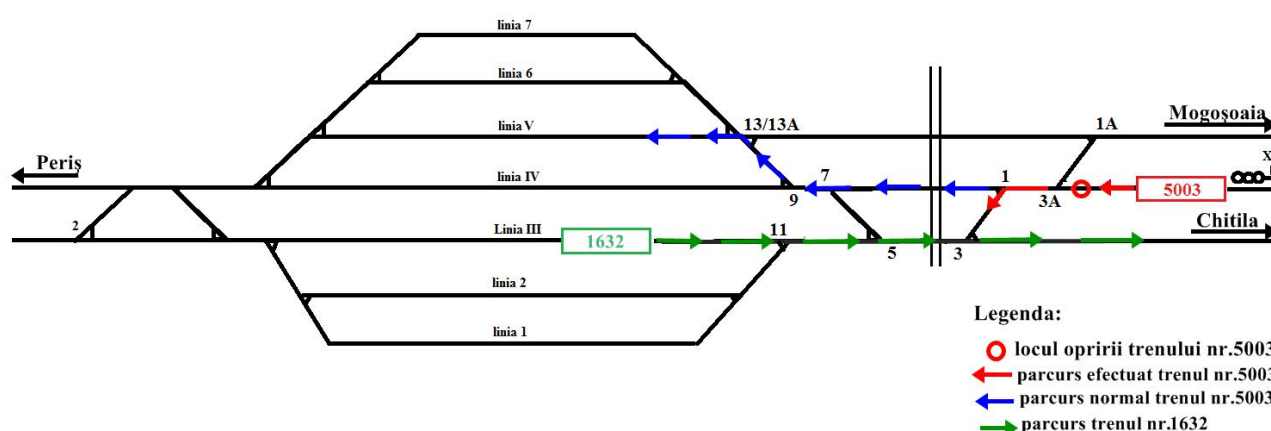 linia 7
linia 6
linia V
13/13A
1A
Mogoșoaia
Periș
X
linia IV
7
9
1
3A
5003
2
Linia III
1632
11
5
3
Chitila
linia 2
linia 1
Legenda:
locul opririi trenului nr.5003
parcurs efectuat trenul nr.5003
parcurs normal trenul nr.5003
parcurs trenul nr.1632